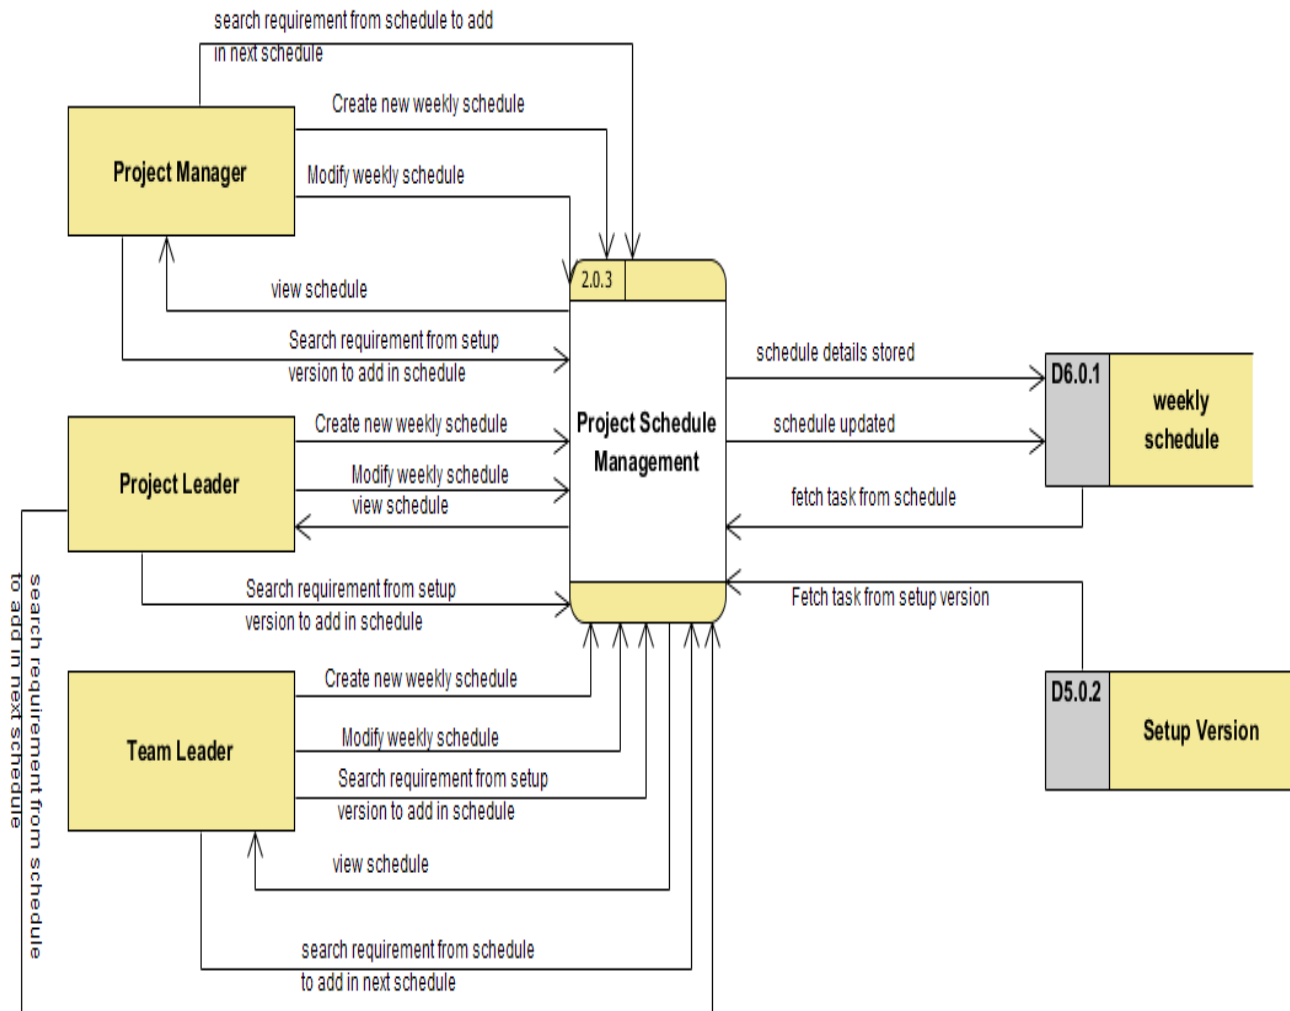 search requirement from schedule to add
in next schedule
Create new weekly schedule
Project Manager
Modify weekly schedule
2.0.3
view schedule
Search requirement from setup
version to add in schedule
schedule details stored
D6.0.1
weekly
schedule
Project Schedule
Management
schedule updated
Create new weekly schedule
Project Leader
Modify weekly schedule
view schedule
fetch task from schedule
Search requirement from setup
version to add in schedule
Fetch task from setup version
search requirement from schedule
to add in next schedule
Create new weekly schedule
D5.0.2
Setup Version
Team Leader
Modify weekly schedule
Search requirement from setup
version to add in schedule
view schedule
search requirement from schedule
to add in next schedule